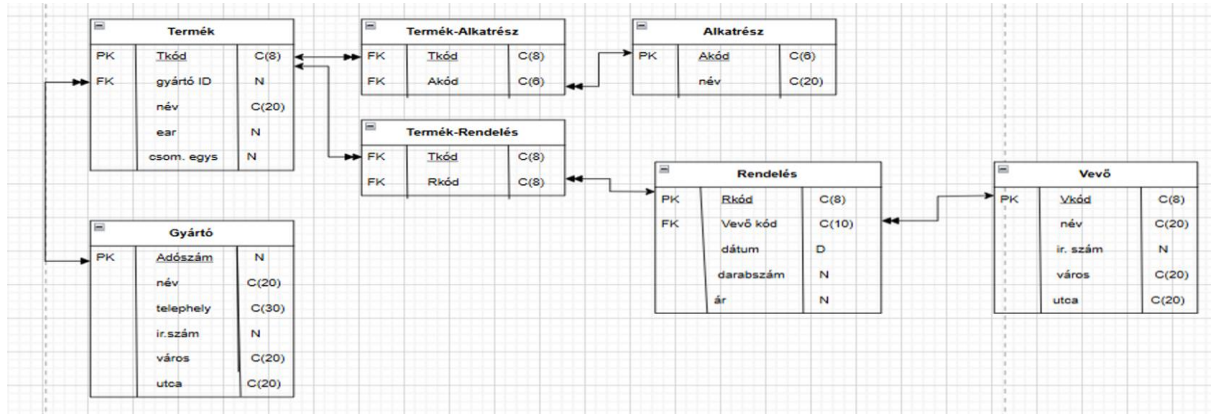 Termék
PK Tkód C(8)
FK gyártó ID N
név C(20)
ear N
csom. egys N
Termék-Alkatrész
FK Tkód C(8)
FK Akód C(6)
Alkatrész
PK Akód C(6)
név C(20)
Termék-Rendelés
FK Tkód C(8)
FK Rkód C(8)
Rendelés
PK Rkód C(8)
FK Vevő kód C(10)
dátum D
darabszám N
ár N
Vevő
PK Vkód C(8)
név C(20)
ir. szám N
város C(20)
utca C(20)
Gyártó
PK Adószám N
név C(20)
telephely C(30)
ir.szám N
város C(20)
utca C(20)